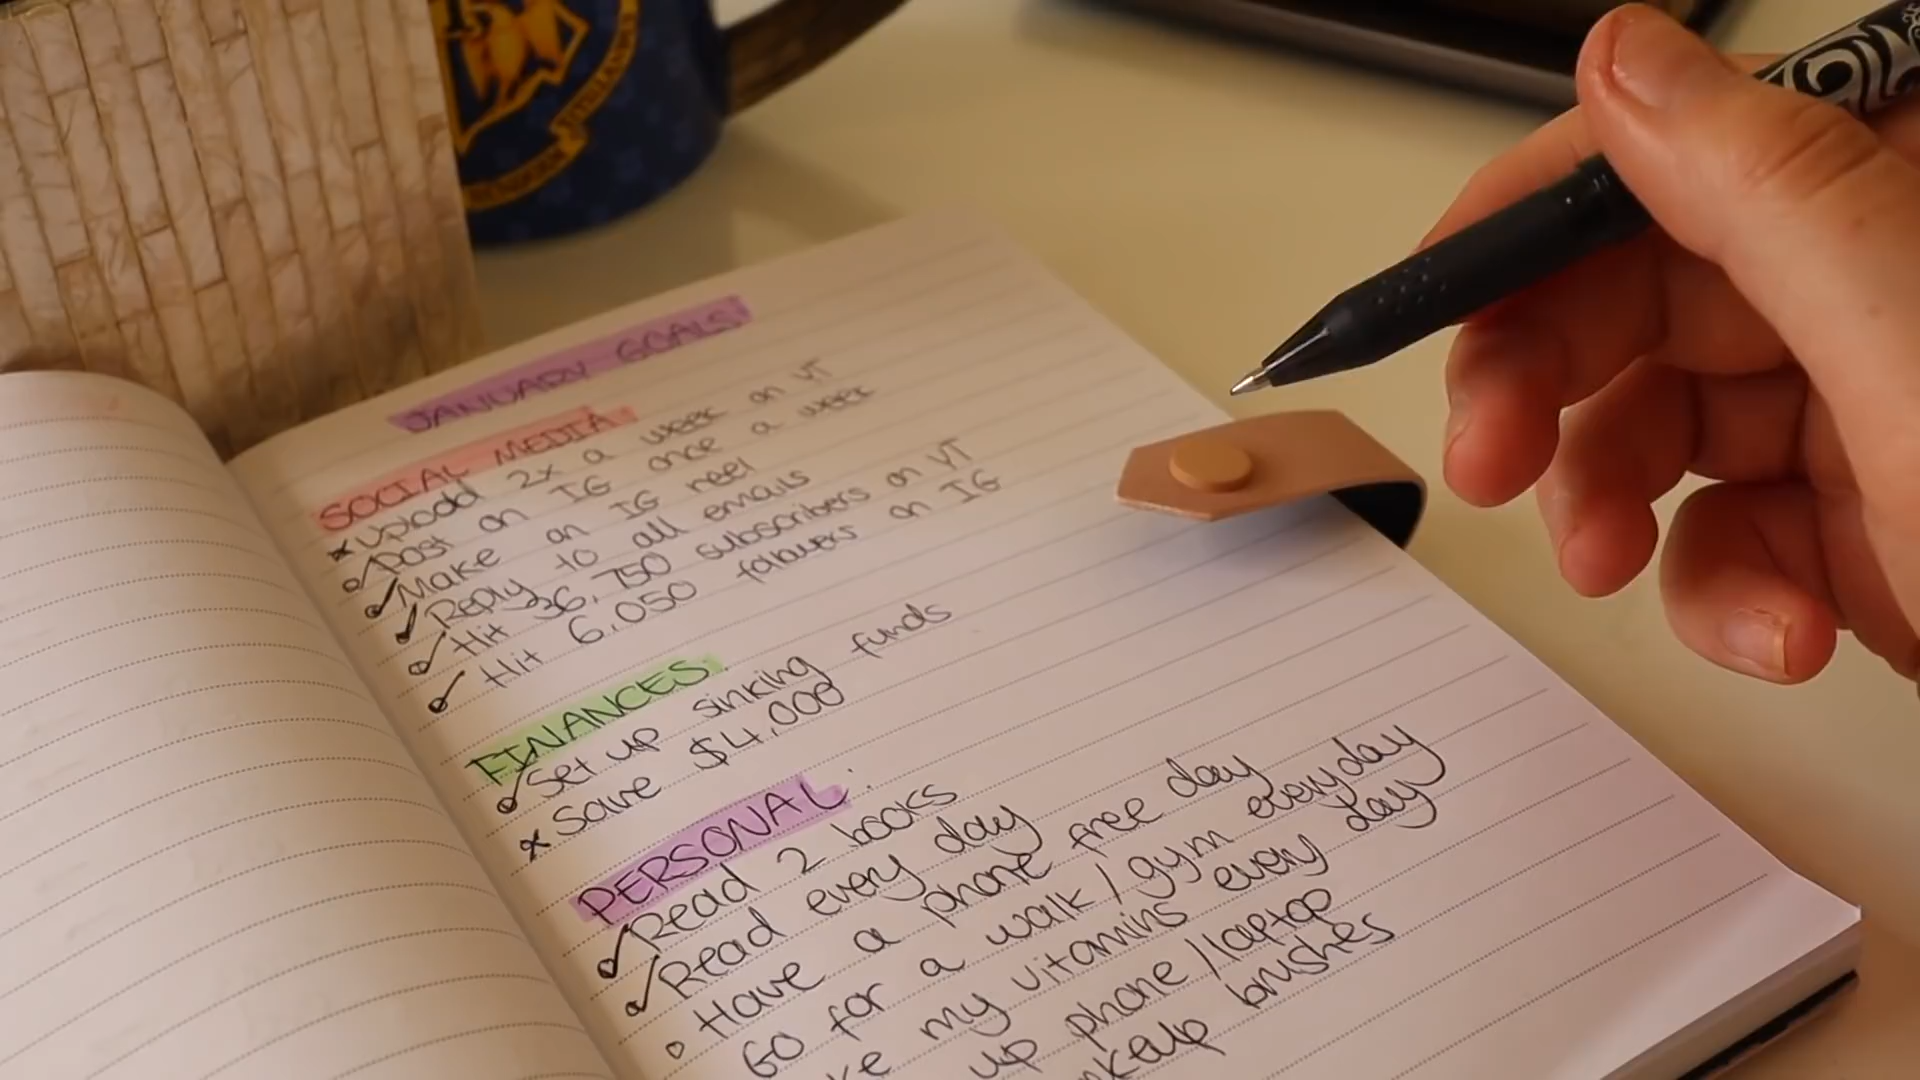 JANUARY GOALS:
SOCIAL MEDIA:
Upload 2x a week on YT
Post on IG once a week
Make an IG reel
Reply to all emails
Hit 36,750 subscribers on YT
Hit 6,050 followers on IG
FINANCES:
Set up sinking funds
Save $4,000
PERSONAL:
Read 2 books
Read every day
Have a phone free day
Go for a walk / gym everyday
my vitamins every day
up phone / laptop
brushes